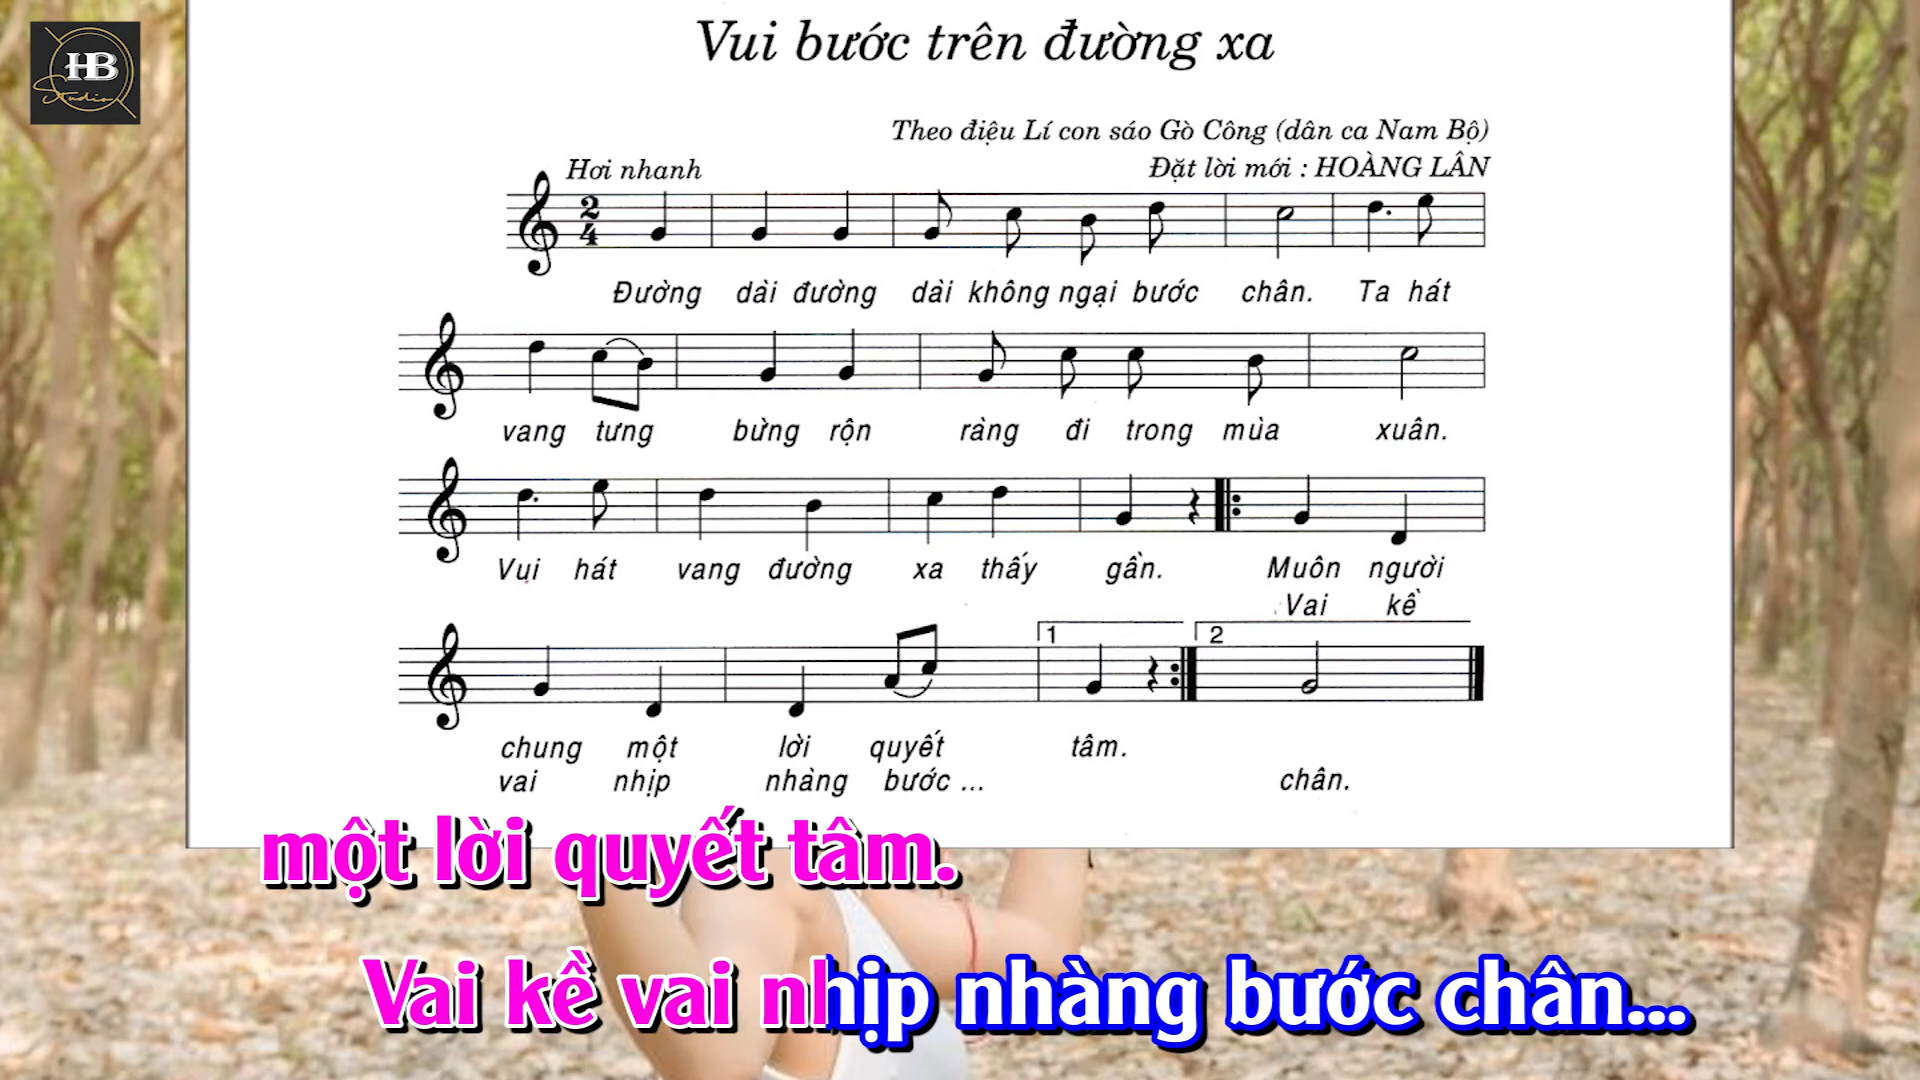 HB
Studio
Vui bước trên đường xa
Theo điệu Lí con sáo Gò Công (dân ca Nam Bộ)
Hơi nhanh
Đặt lời mới : HOÀNG LÂN
2
4
Đường dài đường dài không ngại bước chân. Ta hát
vang tưng bừng rộn ràng đi trong mùa xuân.
Vui hát vang đường xa thấy gần. Muôn người
Vai kề
1 2
chung một lời quyết tâm.
vai nhịp nhàng bước ... chân.
một lời quyết tâm.
Vai kề vai nhịp nhàng bước chân...